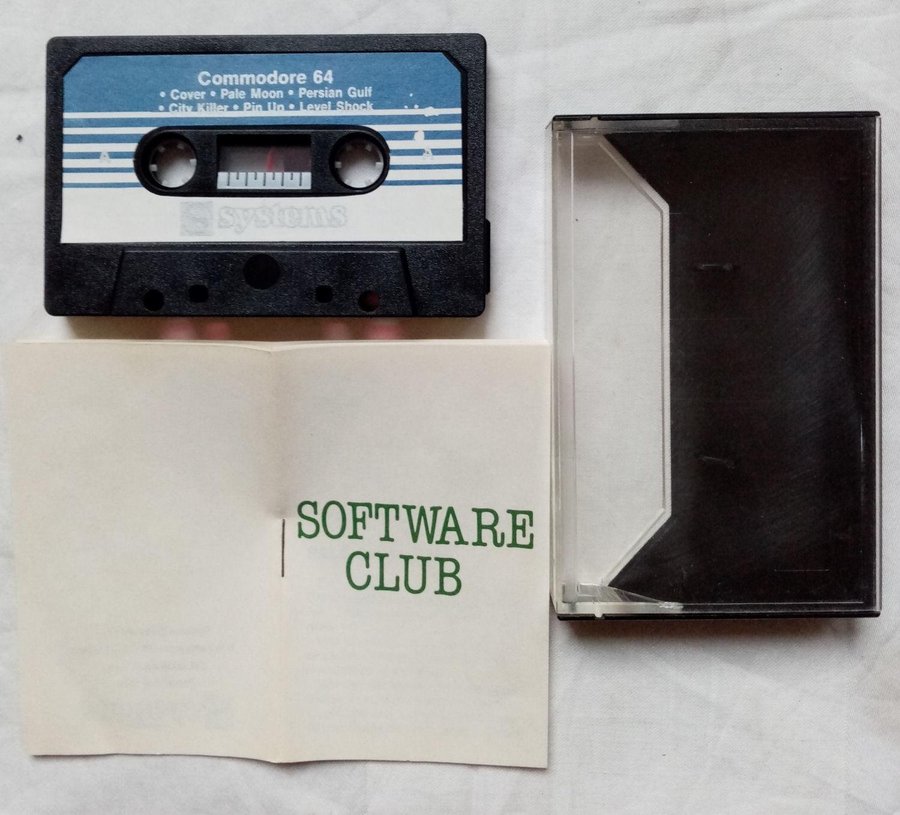 Commodore 64
• Cover • Pale Moon • Persian Gulf
• City Killer • Pin Up • Level Shock
A A
systems
SOFTWARE
CLUB